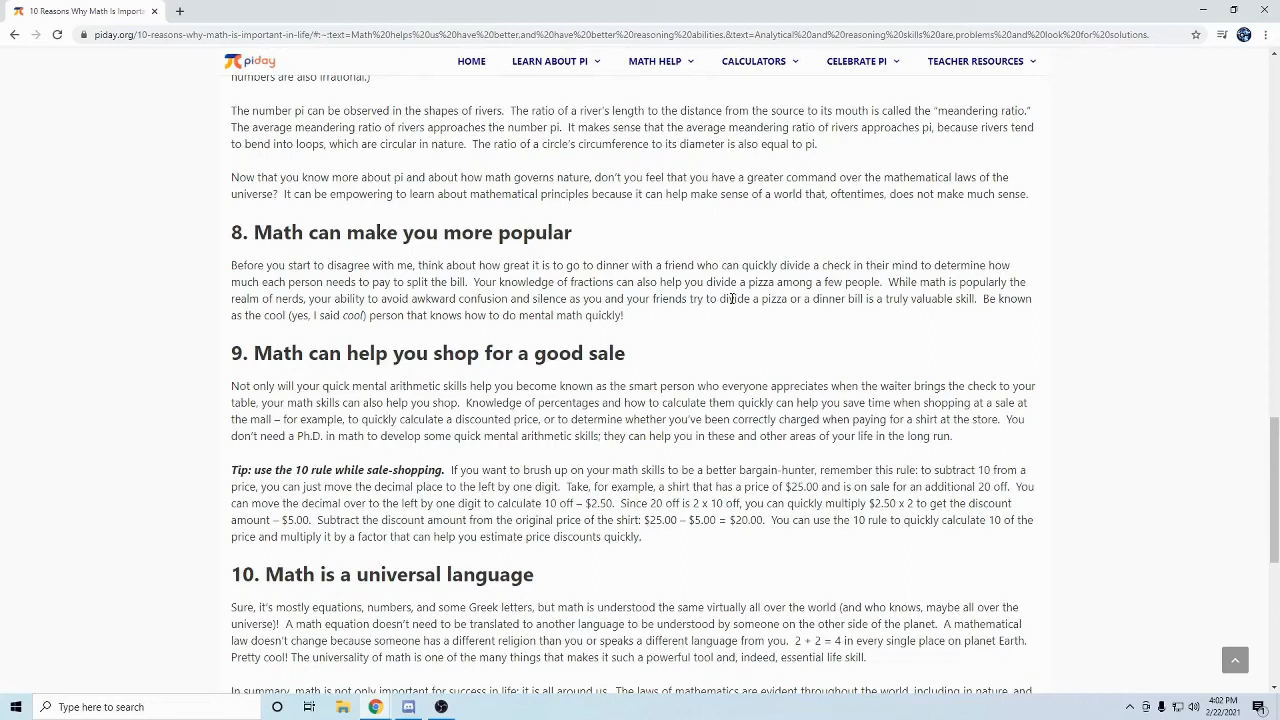 10 Reasons Why Math Is Importa
piday.org/10-reasons-why-math-is-important-in-life/#:~:text=Math%20helps%20us%20have%20better,and%20have%20better%20reasoning%20abilities.&text=Analytical%20and%20reasoning%20skills%20are,problems%20and%20look%20for%20solutions.
piday
HOME
LEARN ABOUT PI
MATH HELP
CALCULATORS
CELEBRATE PI
TEACHER RESOURCES
numbers are also irrational.)
The number pi can be observed in the shapes of rivers.  The ratio of a river's length to the distance from the source to its mouth is called the “meandering ratio.”
The average meandering ratio of rivers approaches the number pi.  It makes sense that the average meandering ratio of rivers approaches pi, because rivers tend
to bend into loops, which are circular in nature.  The ratio of a circle's circumference to its diameter is also equal to pi.
Now that you know more about pi and about how math governs nature, don't you feel that you have a greater command over the mathematical laws of the
universe?  It can be empowering to learn about mathematical principles because it can help make sense of a world that, oftentimes, does not make much sense.
8. Math can make you more popular
Before you start to disagree with me, think about how great it is to go to dinner with a friend who can quickly divide a check in their mind to determine how
much each person needs to pay to split the bill.  Your knowledge of fractions can also help you divide a pizza among a few people.  While math is popularly the
realm of nerds, your ability to avoid awkward confusion and silence as you and your friends try to divide a pizza or a dinner bill is a truly valuable skill.  Be known
as the cool (yes, I said cool) person that knows how to do mental math quickly!
9. Math can help you shop for a good sale
Not only will your quick mental arithmetic skills help you become known as the smart person who everyone appreciates when the waiter brings the check to your
table, your math skills can also help you shop.  Knowledge of percentages and how to calculate them quickly can help you save time when shopping at a sale at
the mall – for example, to quickly calculate a discounted price, or to determine whether you've been correctly charged when paying for a shirt at the store.  You
don't need a Ph.D. in math to develop some quick mental arithmetic skills; they can help you in these and other areas of your life in the long run.
Tip: use the 10 rule while sale-shopping.  If you want to brush up on your math skills to be a better bargain-hunter, remember this rule: to subtract 10 from a
price, you can just move the decimal place to the left by one digit.  Take, for example, a shirt that has a price of $25.00 and is on sale for an additional 20 off.  You
can move the decimal over to the left by one digit to calculate 10 off – $2.50.  Since 20 off is 2 x 10 off, you can quickly multiply $2.50 x 2 to get the discount
amount – $5.00.  Subtract the discount amount from the original price of the shirt: $25.00 – $5.00 = $20.00.  You can use the 10 rule to quickly calculate 10 of the
price and multiply it by a factor that can help you estimate price discounts quickly.
10. Math is a universal language
Sure, it's mostly equations, numbers, and some Greek letters, but math is understood the same virtually all over the world (and who knows, maybe all over the
universe)!  A math equation doesn't need to be translated to another language to be understood by someone on the other side of the planet.  A mathematical
law doesn't change because someone has a different religion than you or speaks a different language from you.  2 + 2 = 4 in every single place on planet Earth.
Pretty cool! The universality of math is one of the many things that makes it such a powerful tool and, indeed, essential life skill.
In summary, math is not only important for success in life; it is all around us.  The laws of mathematics are evident throughout the world, including in nature, and
Type here to search
4:02 PM
2/22/2021